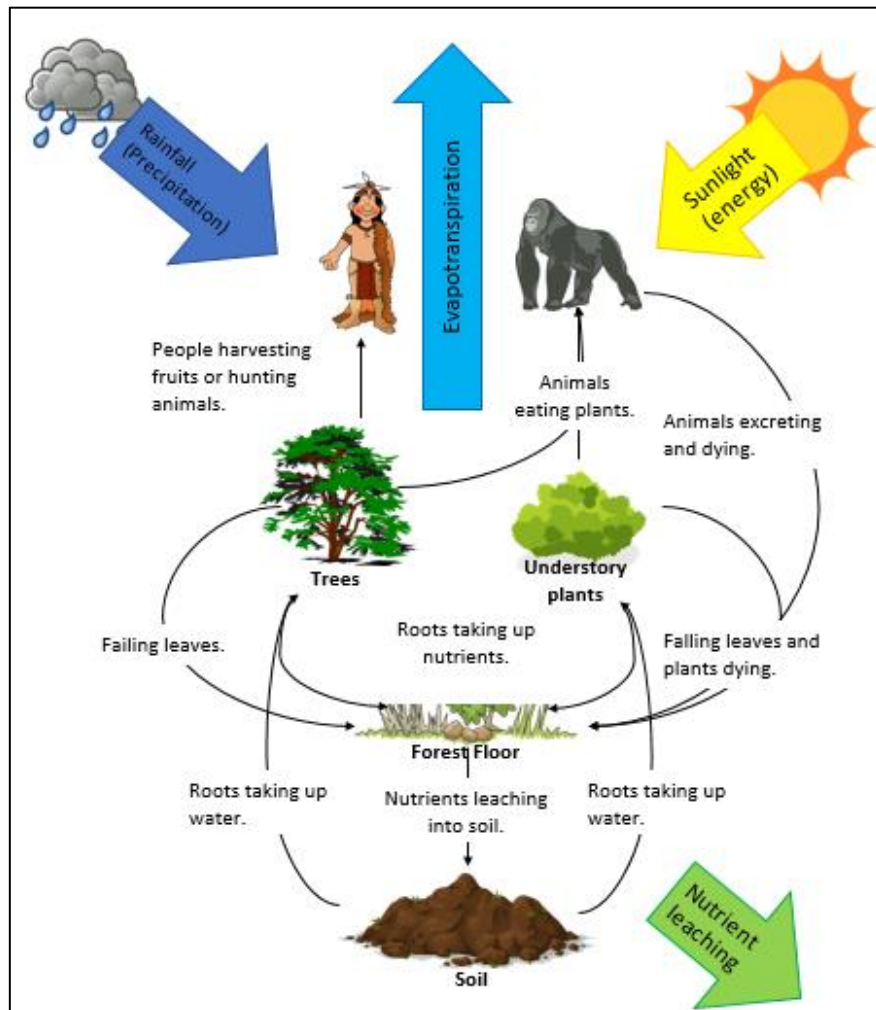 Rainfall
(Precipitation)
Evapotranspiration
Sunlight
(energy)
People harvesting
fruits or hunting
animals.
Animals
eating plants.
Animals excreting
and dying.
Trees
Understory
plants
Failing leaves.
Roots taking up
nutrients.
Falling leaves and
plants dying.
Forest Floor
Roots taking up
water.
Nutrients leaching
into soil.
Roots taking up
water.
Nutrient
leaching
Soil